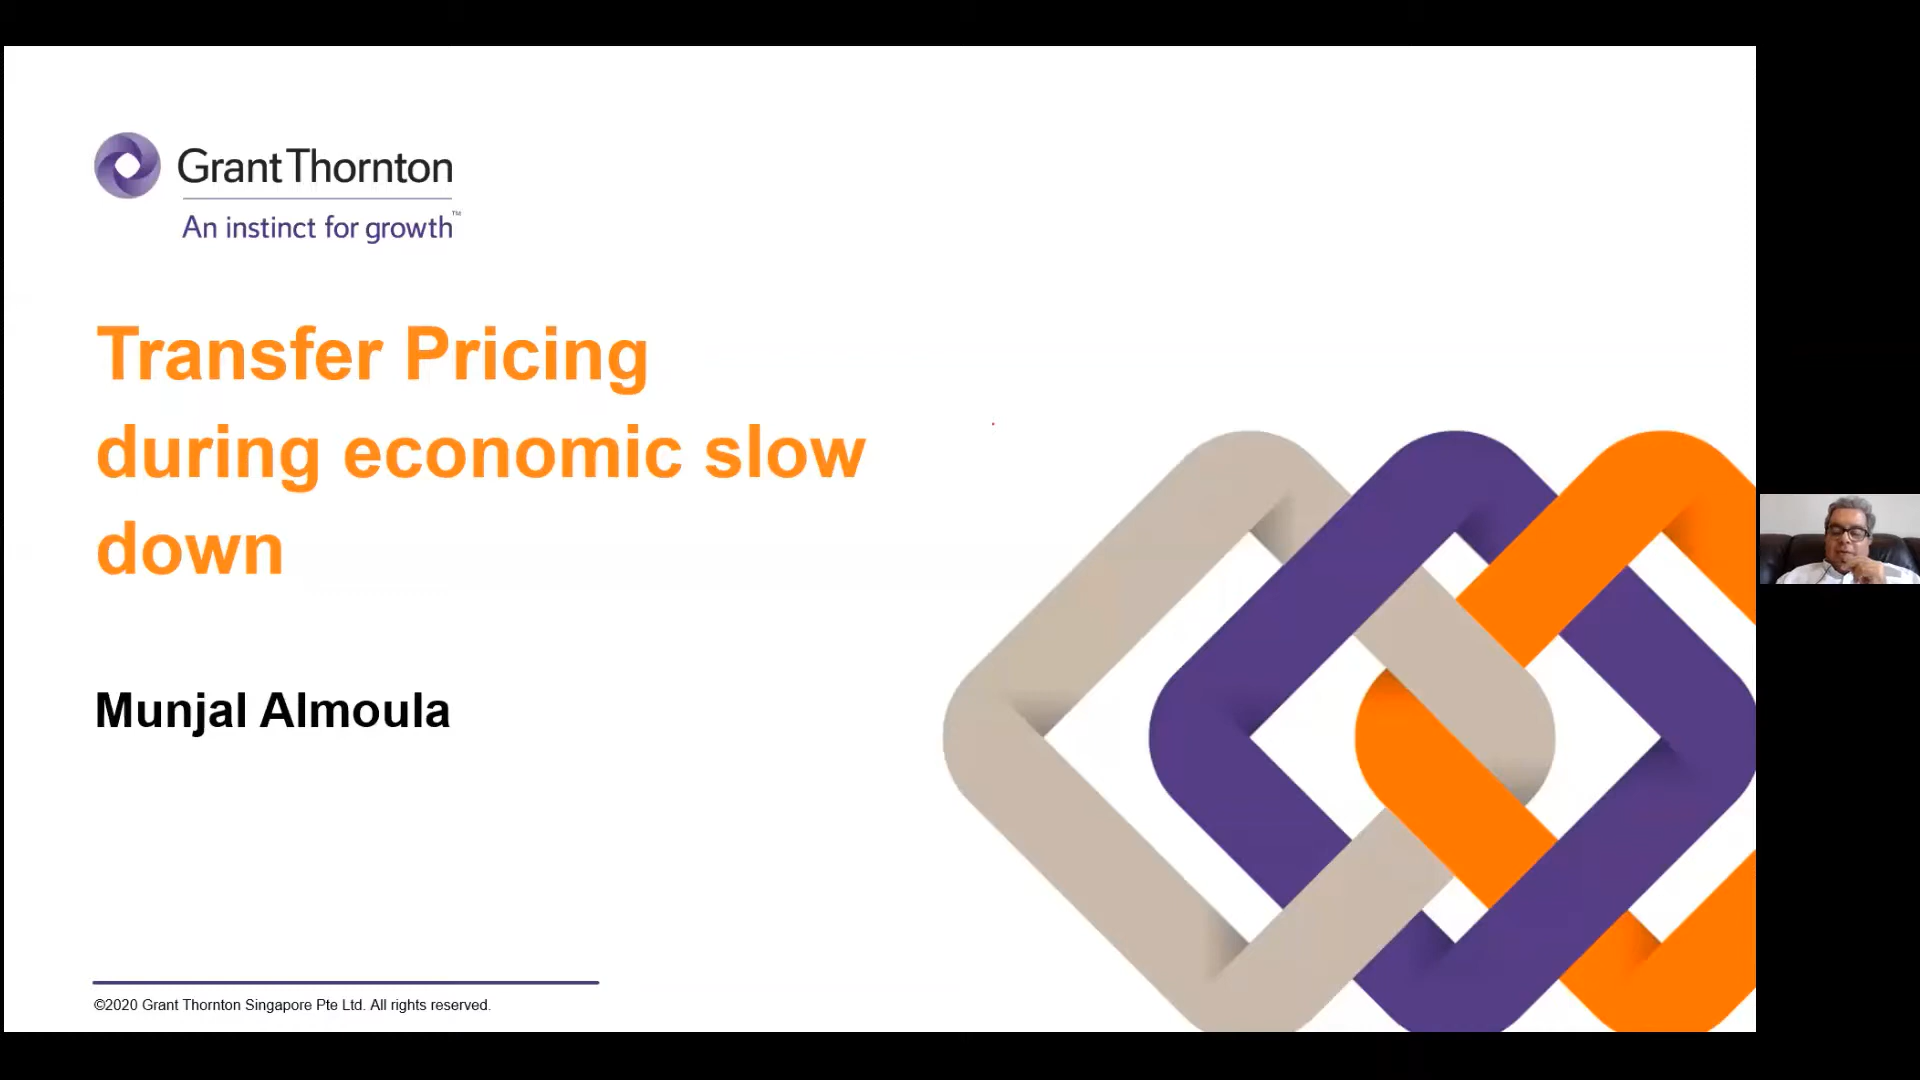 Grant Thornton
An instinct for growth™
Transfer Pricing
during economic slow
down
Munjal Almoula
©2020 Grant Thornton Singapore Pte Ltd. All rights reserved.